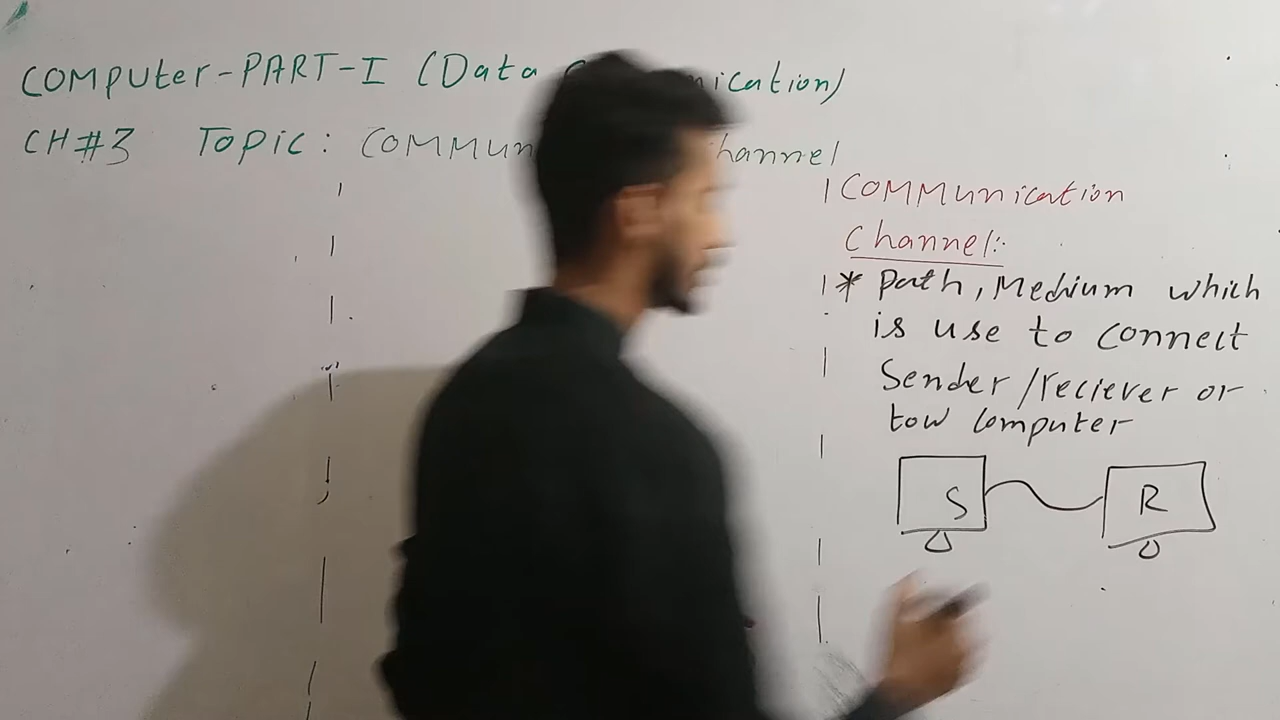 COMPUter-PART-I (Data nication)
CH#3 TOPIC: COMMUN hannel
COMMUnication
Channel:
* Path, Medium which
is use to connect
Sender/reciever or
tow computer
S R